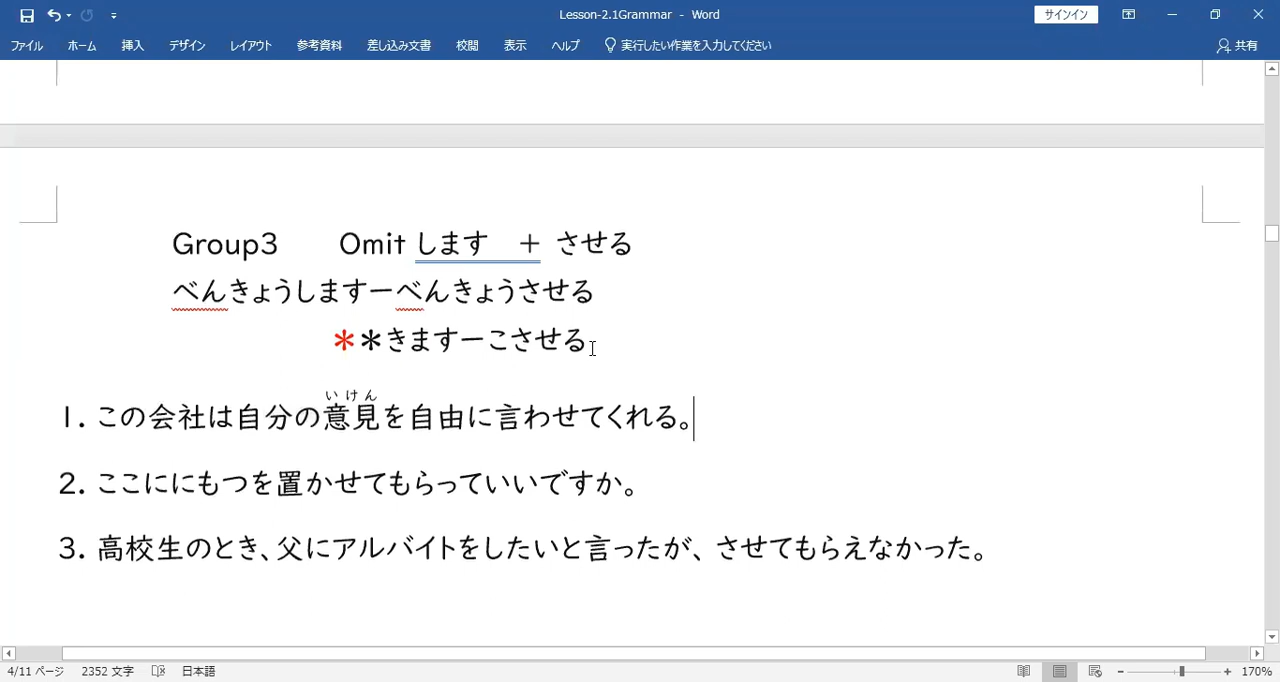 Lesson-2.1Grammar - Word
サインイン
ファイル ホーム 挿入 デザイン レイアウト 参考資料 差し込み文書 校閲 表示 ヘルプ 実行したい作業を入力してください 共有
Group3 Omit します + させる
べんきょうしますーべんきょうさせる
**きますーこさせる
いけん
1. この会社は自分の意見を自由に言わせてくれる。
2. ここににもつを置かせてもらっていいですか。
3. 高校生のとき、父にアルバイトをしたいと言ったが、させてもらえなかった。
4/11 ページ 2352 文字 日本語 170%